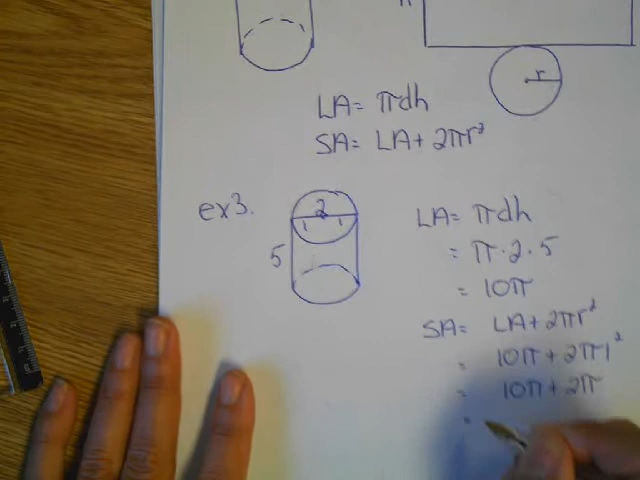 r
LA = πdh
SA = LA + 2πr²
ex3.
2
1 1
5
LA = πdh
= π · 2 · 5
= 10π
SA = LA + 2πr²
= 10π + 2π1²
= 10π + 2π
=